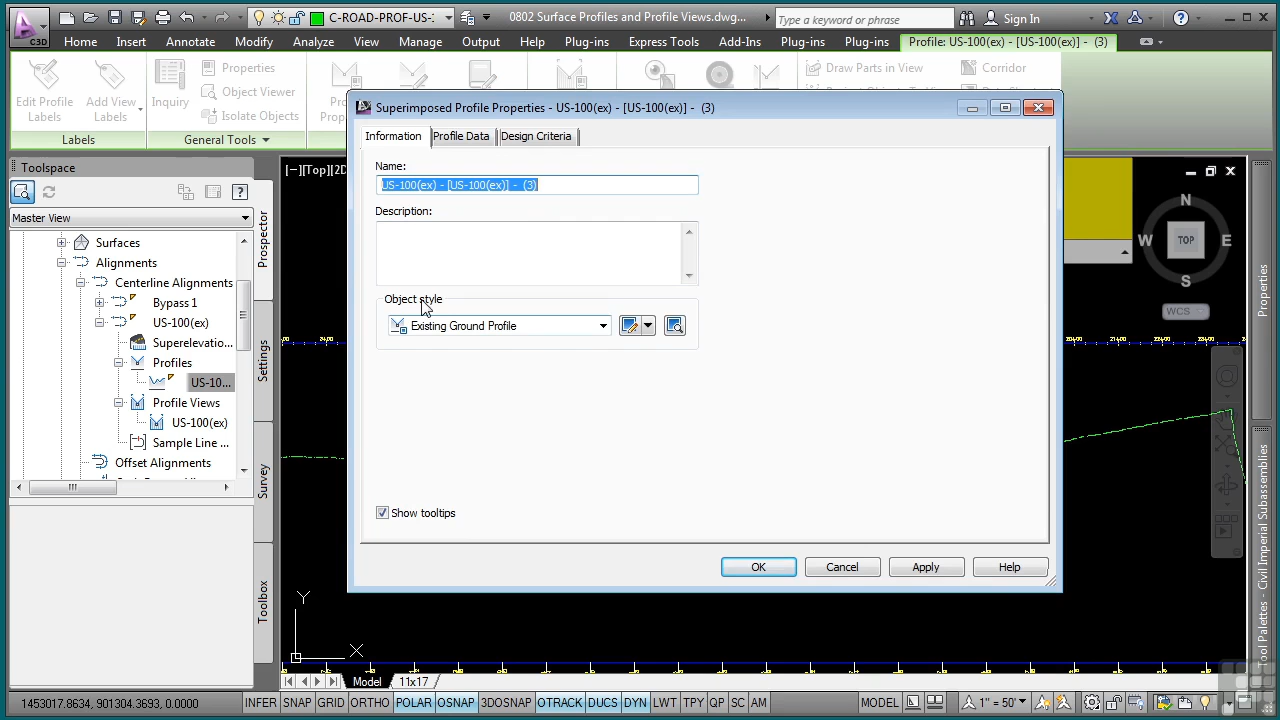 C-ROAD-PROF-US-1
0802 Surface Profiles and Profile Views.dwg...
Type a keyword or phrase
Sign In
C3D
Home Insert Annotate Modify Analyze View Manage Output Help Plug-ins Express Tools Add-Ins Plug-ins Plug-ins Profile: US-100(ex) - [US-100(ex)] - (3)
Edit Profile Labels
Add View Labels
Inquiry
Properties
Object Viewer
Isolate Objects
Draw Parts in View
Corridor
Labels
General Tools
Superimposed Profile Properties - US-100(ex) - [US-100(ex)] - (3)
Information
Profile Data
Design Criteria
Name:
US-100(ex) - [US-100(ex)] - (3)
Description:
Object style
Existing Ground Profile
Show tooltips
OK
Cancel
Apply
Help
Toolspace
Master View
Surfaces
Alignments
Centerline Alignments
Bypass 1
US-100(ex)
Superelevatio...
Profiles
US-10...
Profile Views
US-100(ex)
Sample Line ...
Offset Alignments
Prospector
Settings
Survey
Toolbox
[−][Top][2D
N
W
TOP
E
S
WCS
Properties
Tool Palettes - Civil Imperial Subassemblies
Y
X
Model
11x17
1453017.8634, 901304.3693, 0.0000
INFER SNAP GRID ORTHO POLAR OSNAP 3DOSNAP OTRACK DUCS DYN LWT TPY QP SC AM
MODEL
1" = 50'